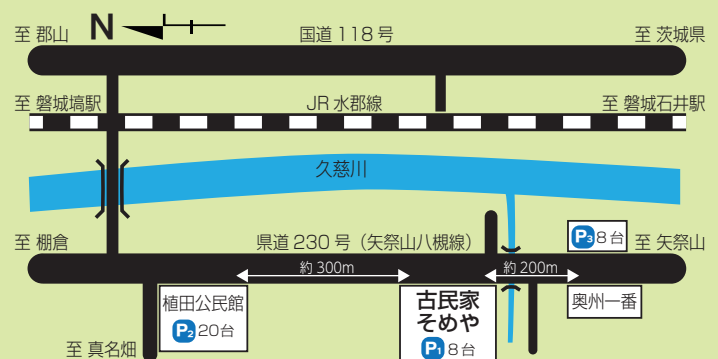 至 郡山
N
国道 118 号
至 茨城県
至 磐城塙駅
JR 水郡線
至 磐城石井駅
久慈川
至 棚倉
県道 230 号（矢祭山八槻線）
P3 8 台
至 矢祭山
約 300m
約 200m
植田公民館
P2 20台
古民家
そめや
P1 8 台
奥州一番
至 真名畑